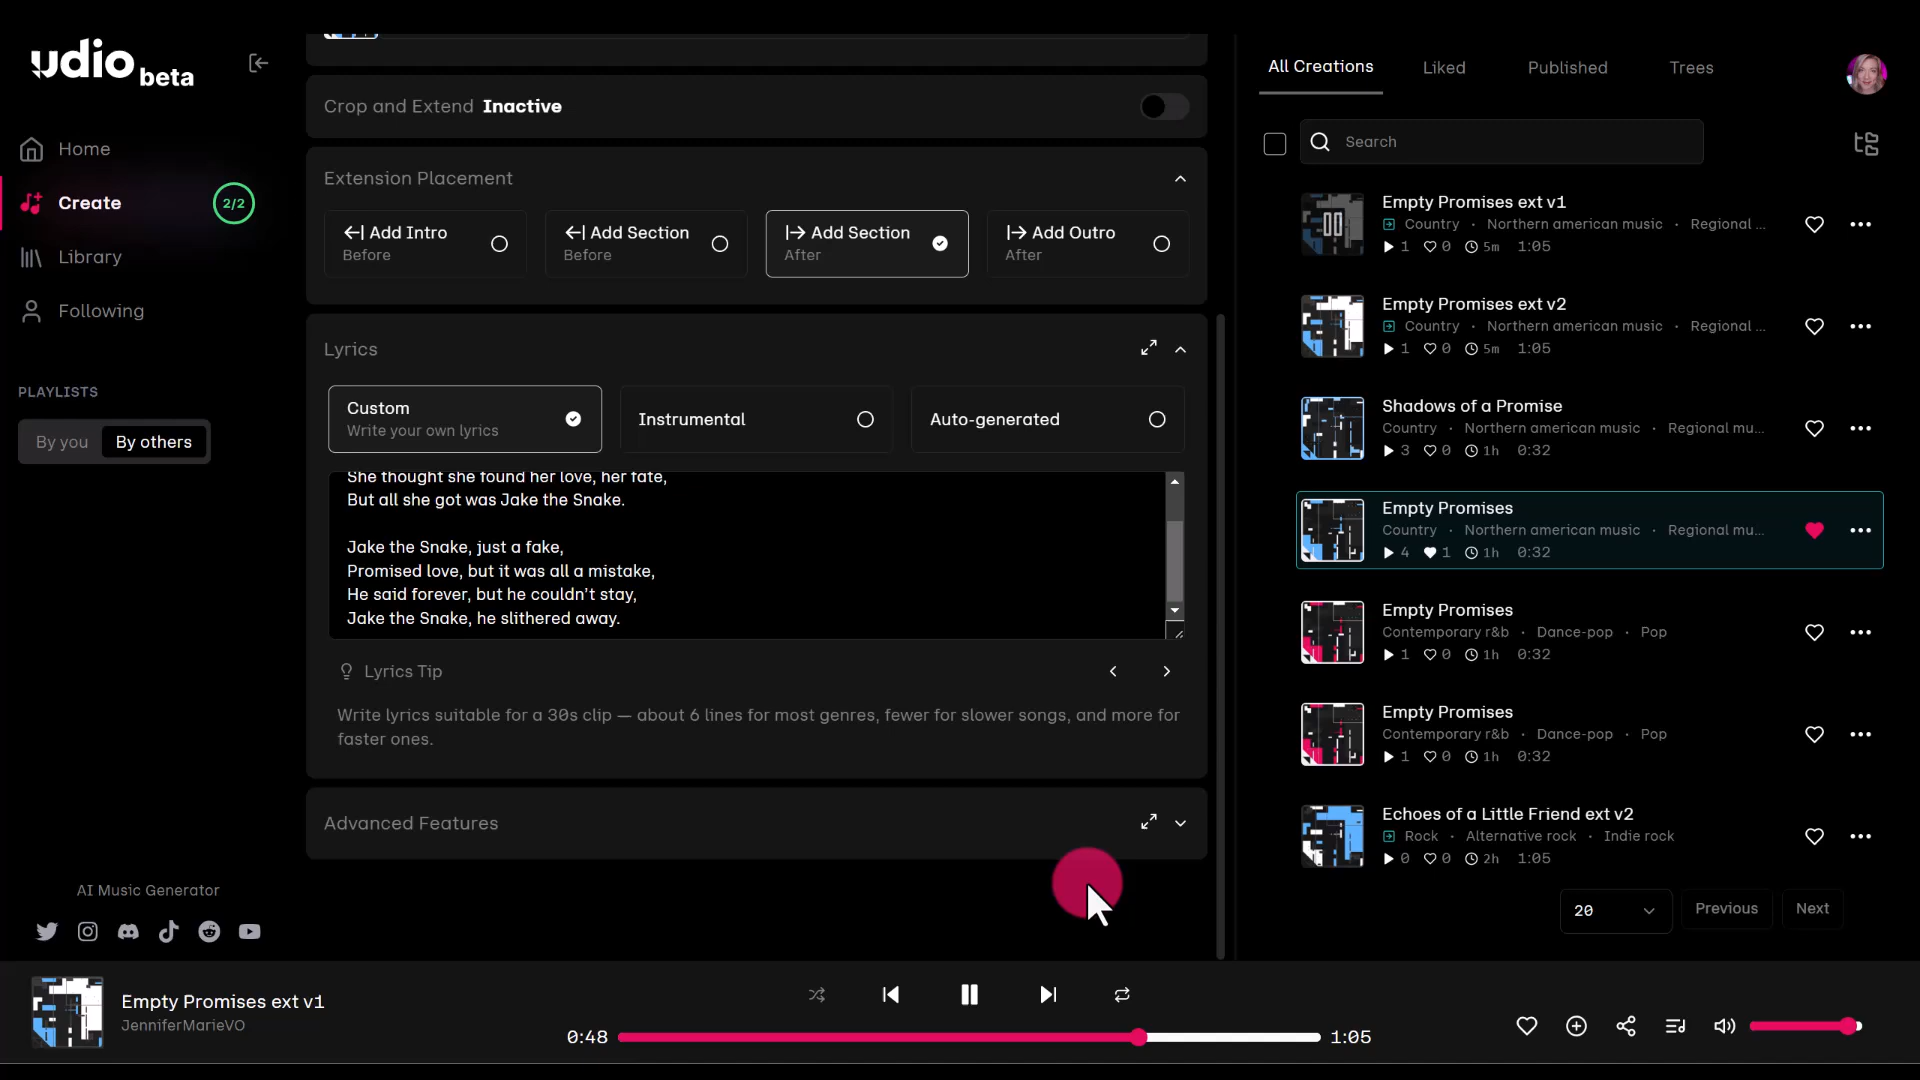 udio beta
Home
Create 2/2
Library
Following
PLAYLISTS
By you By others
AI Music Generator
Crop and Extend Inactive
Extension Placement
Add Intro
Before
Add Section
Before
Add Section
After
Add Outro
After
Lyrics
Custom
Write your own lyrics
Instrumental
Auto-generated
She thought she found her love, her fate,
But all she got was Jake the Snake.
Jake the Snake, just a fake,
Promised love, but it was all a mistake,
He said forever, but he couldn't stay,
Jake the Snake, he slithered away.
Lyrics Tip
Write lyrics suitable for a 30s clip — about 6 lines for most genres, fewer for slower songs, and more for
faster ones.
Advanced Features
All Creations Liked Published Trees
Search
Empty Promises ext v1
Country · Northern american music · Regional ...
1 0 5m 1:05
Empty Promises ext v2
Country · Northern american music · Regional ...
1 0 5m 1:05
Shadows of a Promise
Country · Northern american music · Regional mu...
3 0 1h 0:32
Empty Promises
Country · Northern american music · Regional mu...
4 1 1h 0:32
Empty Promises
Contemporary r&b · Dance-pop · Pop
1 0 1h 0:32
Empty Promises
Contemporary r&b · Dance-pop · Pop
1 0 1h 0:32
Echoes of a Little Friend ext v2
Rock · Alternative rock · Indie rock
0 0 2h 1:05
20 Previous Next
Empty Promises ext v1
JenniferMarieVO
0:48 1:05